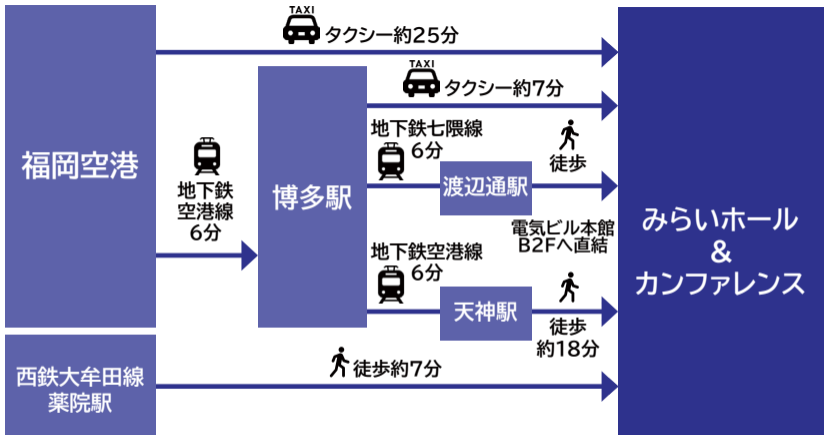 TAXI
タクシー約25分
福岡空港
地下鉄
空港線
6分
博多駅
TAXI
タクシー約7分
地下鉄七隈線
6分
渡辺通駅
徒歩
電気ビル本館
B2Fへ直結
地下鉄空港線
6分
天神駅
徒歩
約18分
西鉄大牟田線
薬院駅
徒歩約7分
みらいホール
&
カンファレンス